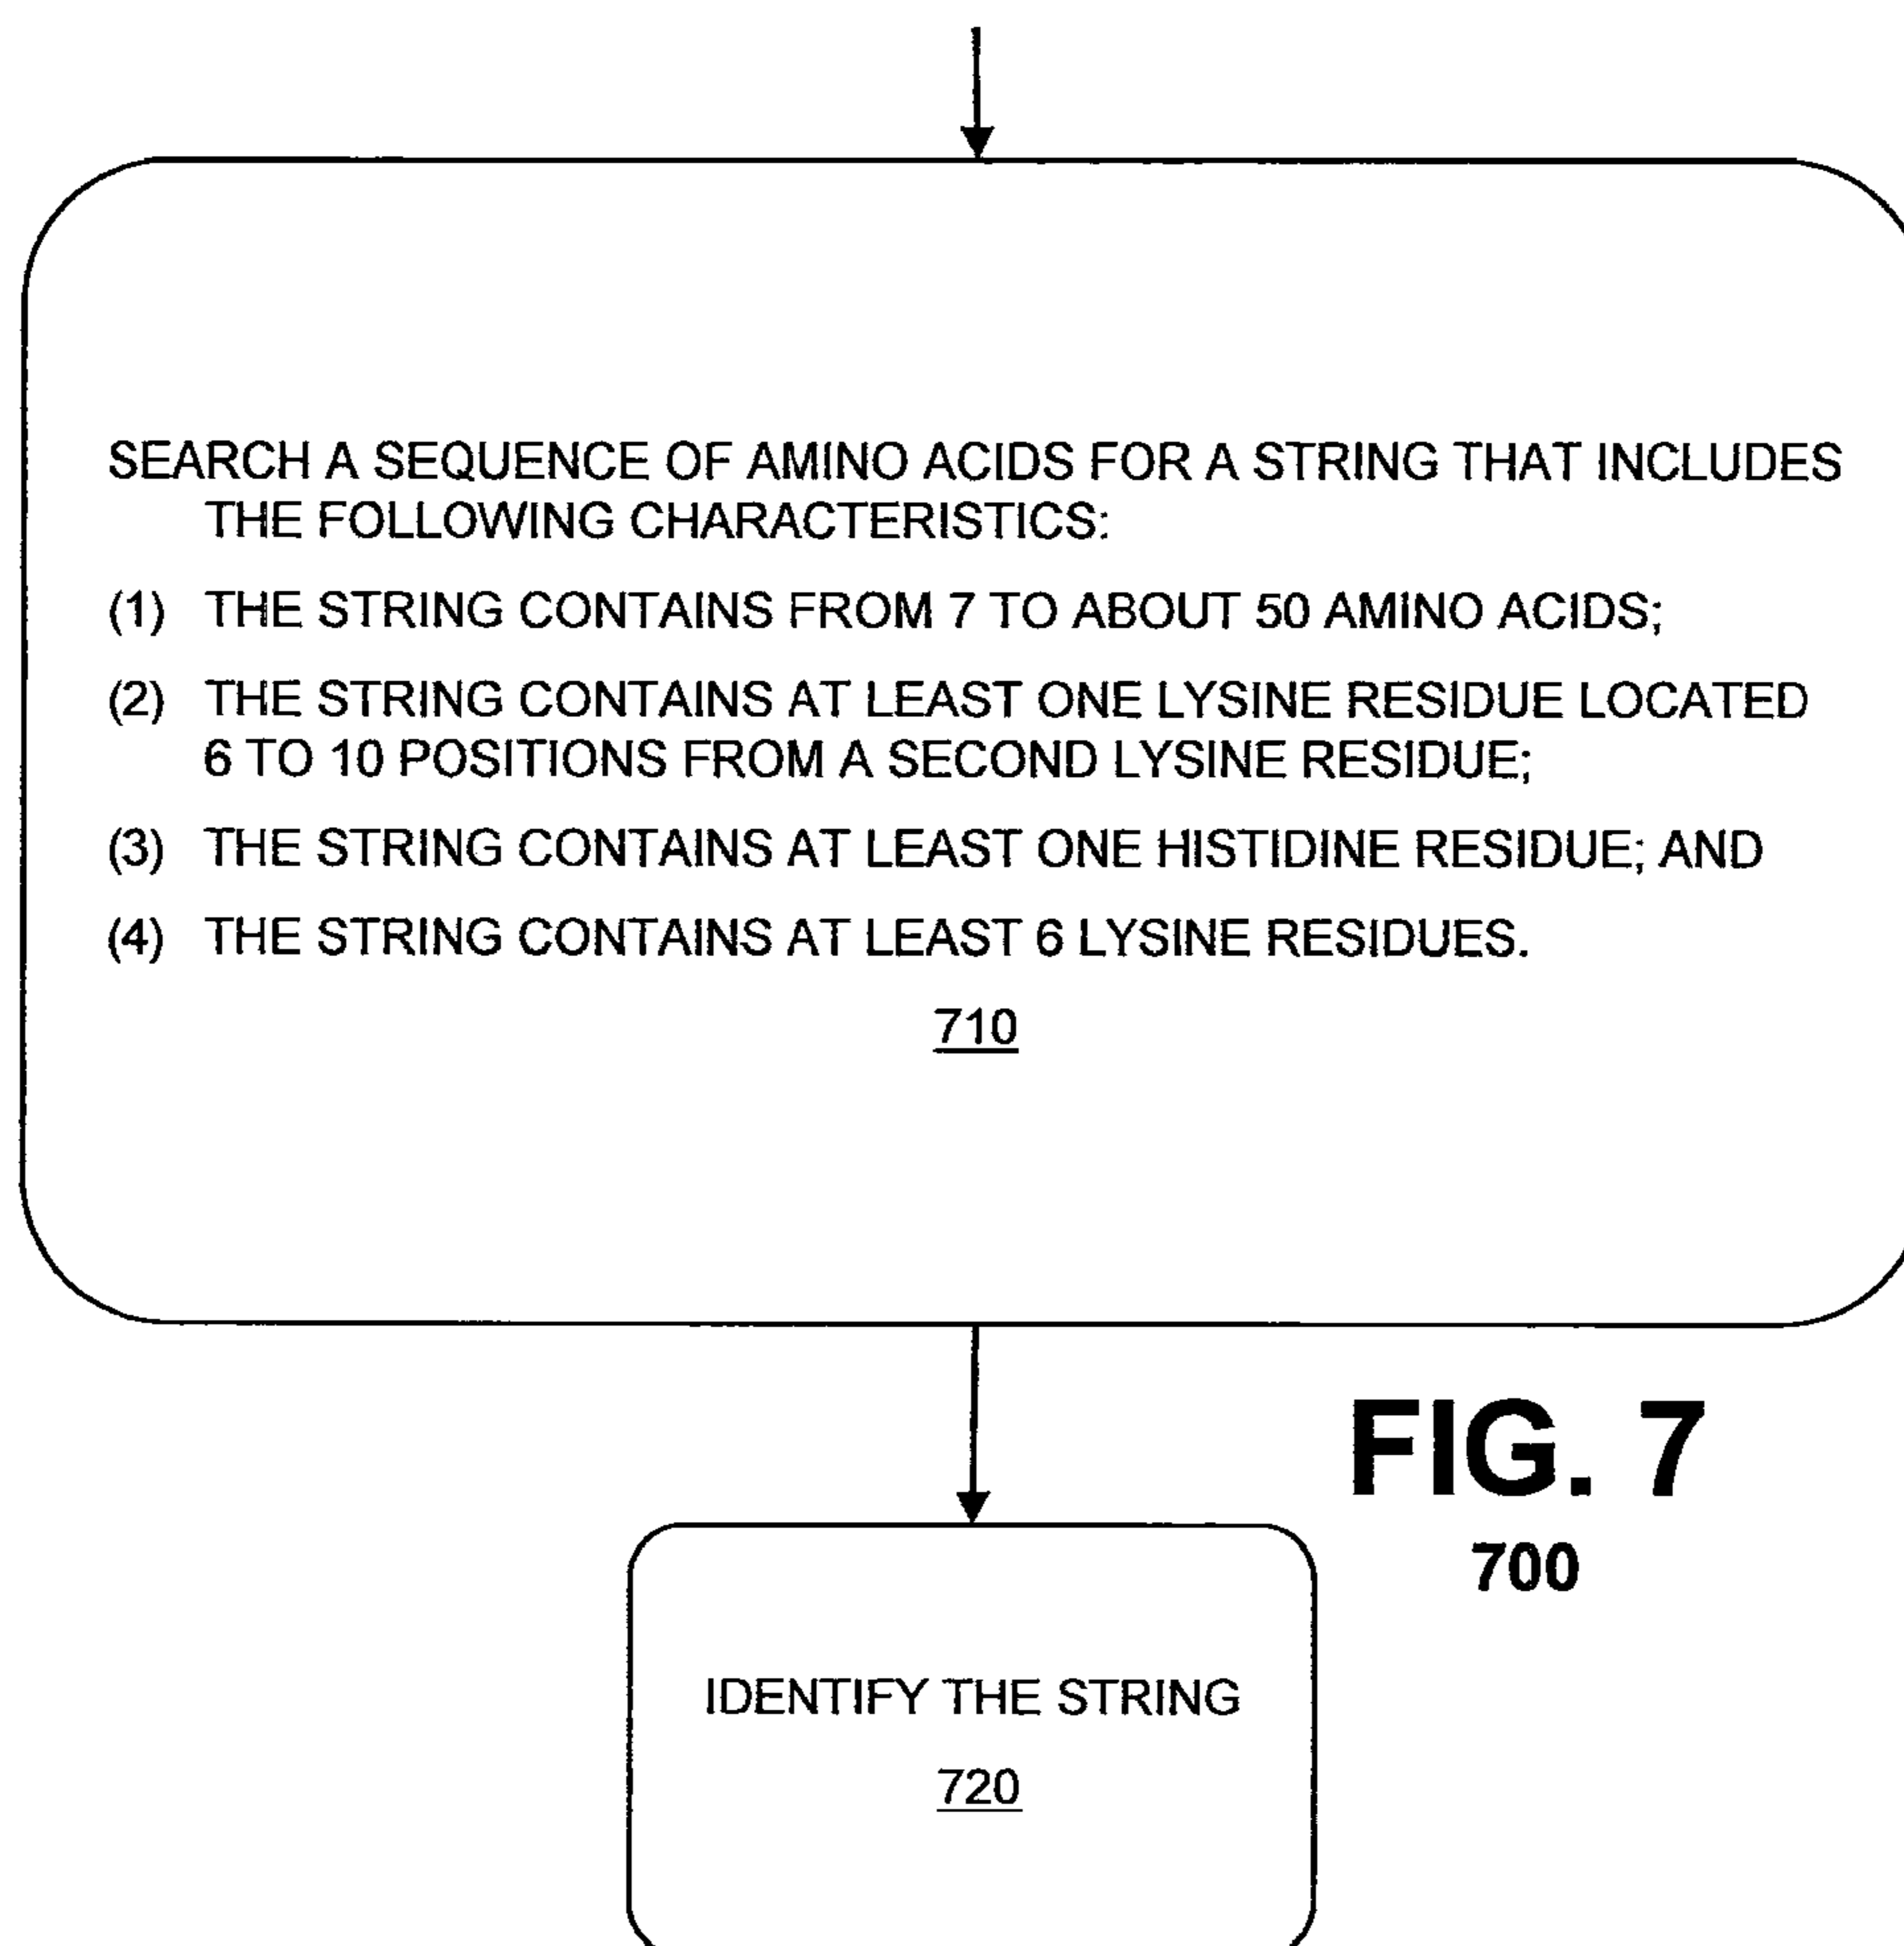 SEARCH A SEQUENCE OF AMINO ACIDS FOR A STRING THAT INCLUDES
THE FOLLOWING CHARACTERISTICS:
(1) THE STRING CONTAINS FROM 7 TO ABOUT 50 AMINO ACIDS;
(2) THE STRING CONTAINS AT LEAST ONE LYSINE RESIDUE LOCATED
6 TO 10 POSITIONS FROM A SECOND LYSINE RESIDUE;
(3) THE STRING CONTAINS AT LEAST ONE HISTIDINE RESIDUE; AND
(4) THE STRING CONTAINS AT LEAST 6 LYSINE RESIDUES.
710
FIG. 7
700
IDENTIFY THE STRING
720